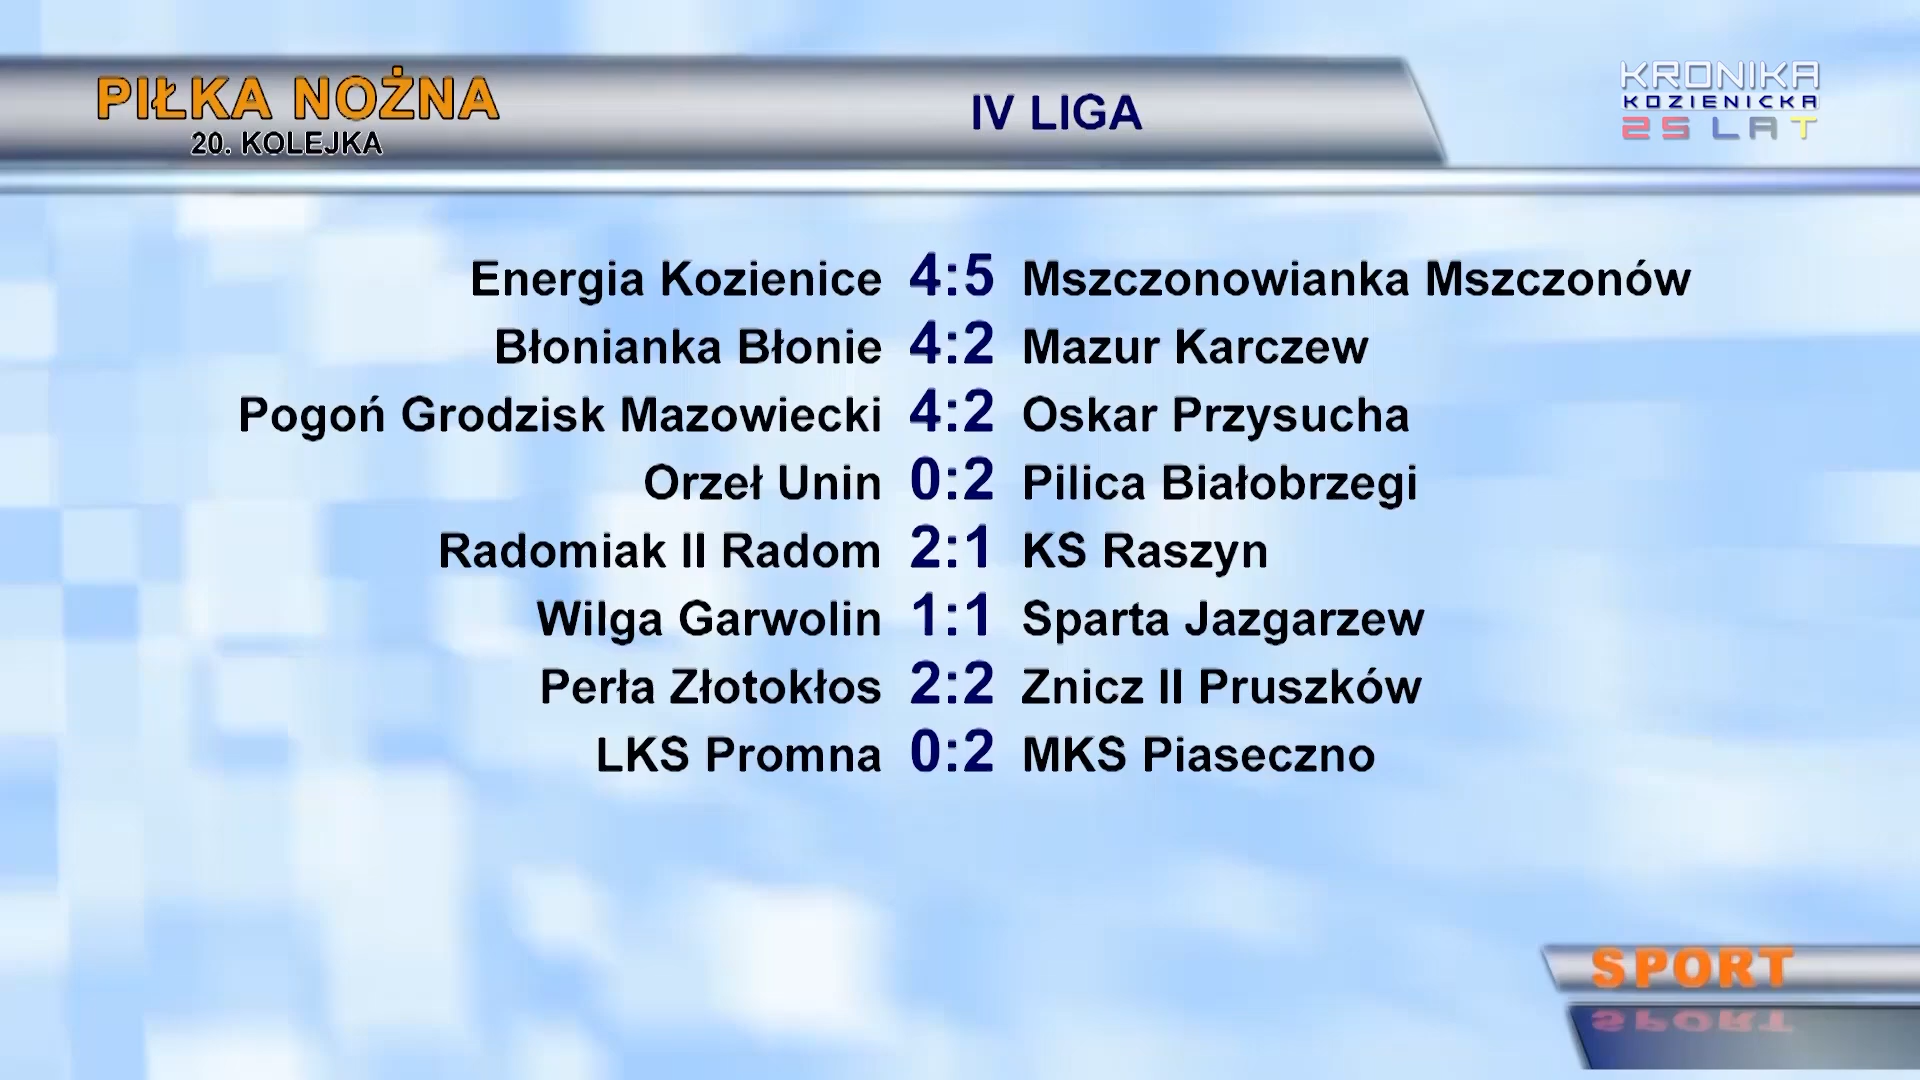 PIŁKA NOŻNA
20. KOLEJKA
IV LIGA
KRONIKA
KOZIENICKA
25 LAT
Energia Kozienice 4:5 Mszczonowianka Mszczonów
Błonianka Błonie 4:2 Mazur Karczew
Pogoń Grodzisk Mazowiecki 4:2 Oskar Przysucha
Orzeł Unin 0:2 Pilica Białobrzegi
Radomiak II Radom 2:1 KS Raszyn
Wilga Garwolin 1:1 Sparta Jazgarzew
Perła Złotokłos 2:2 Znicz II Pruszków
LKS Promna 0:2 MKS Piaseczno
SPORT